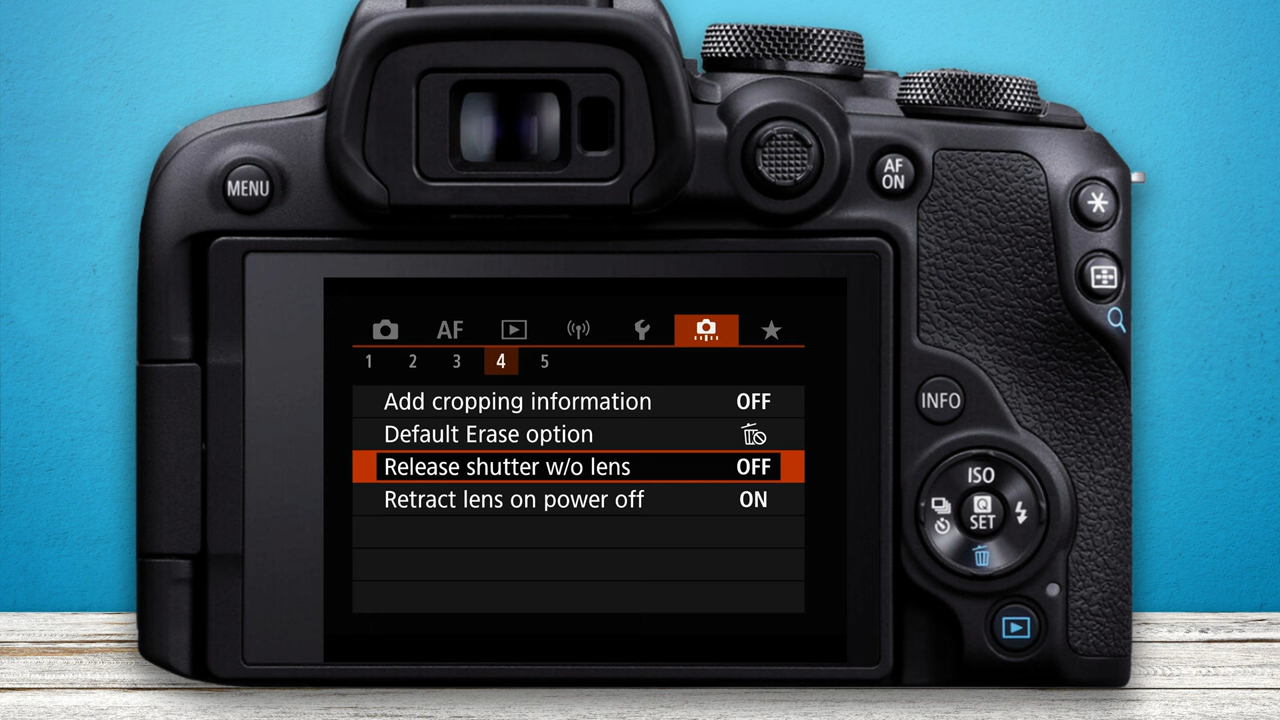 MENU
AF
ON
AF
1 2 3 4 5
Add cropping information OFF
Default Erase option
Release shutter w/o lens OFF
Retract lens on power off ON
INFO
ISO
Q
SET